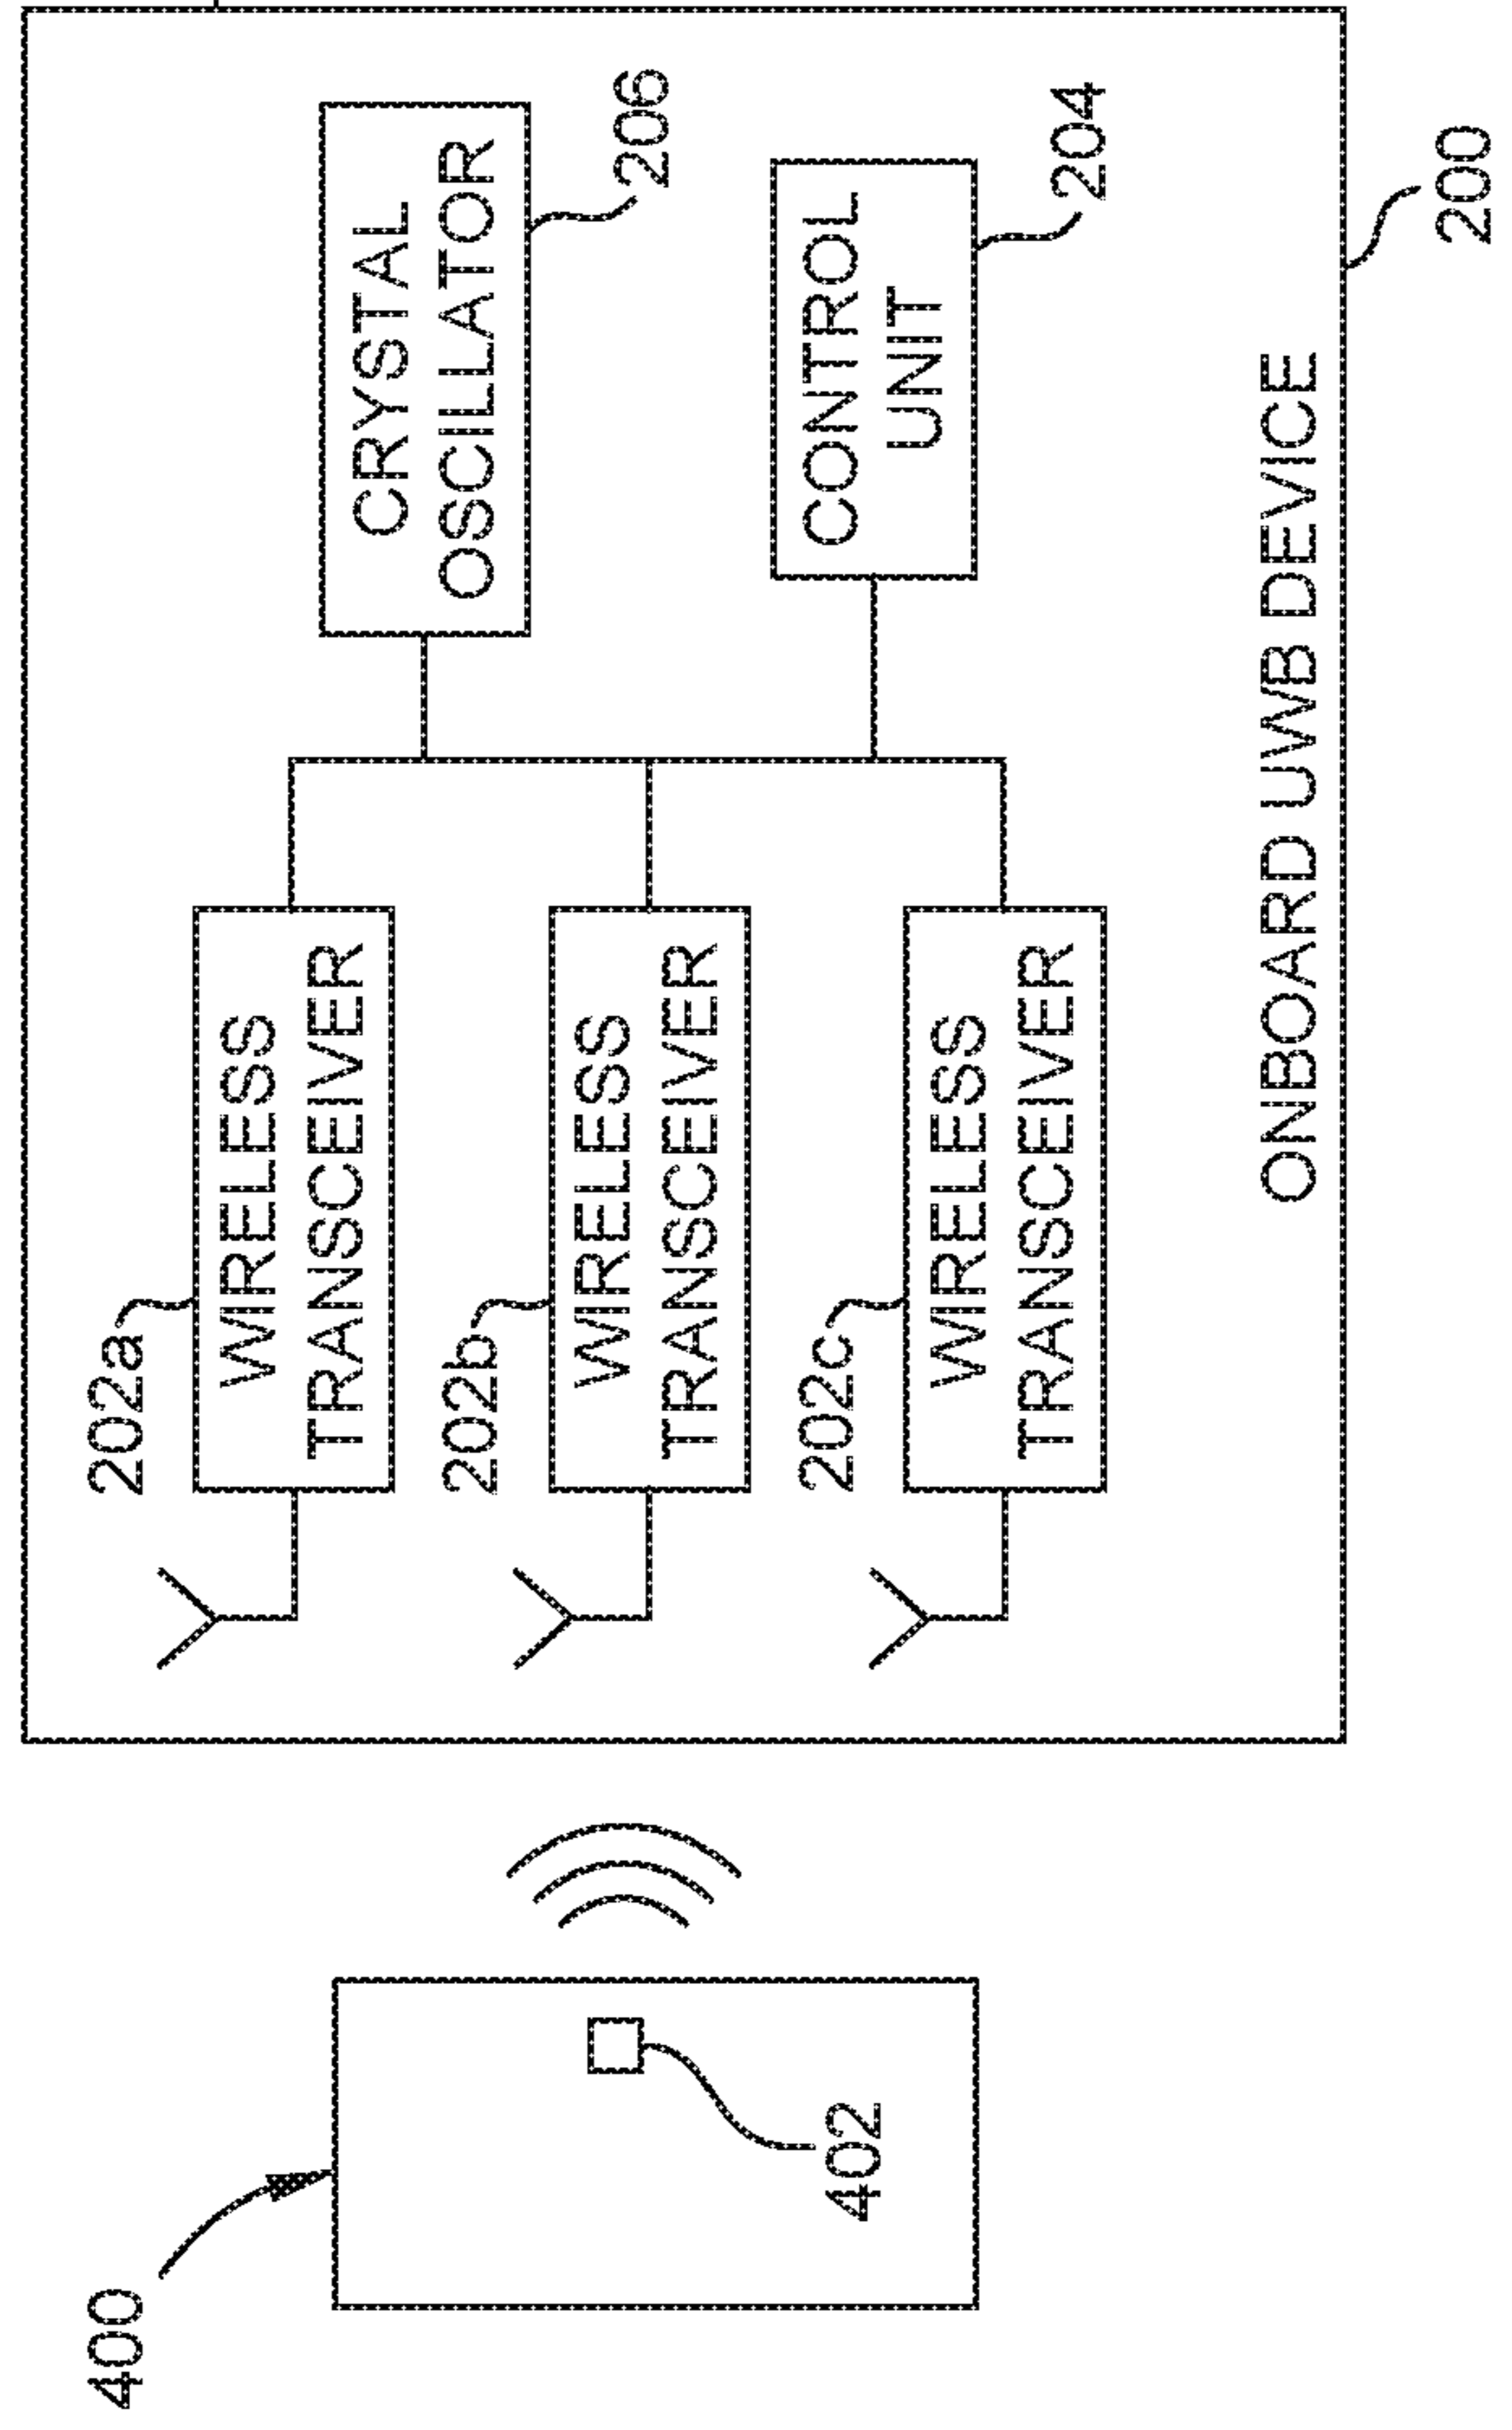 400
402
202a
WIRELESS
TRANSCEIVER
202b
WIRELESS
TRANSCEIVER
202c
WIRELESS
TRANSCEIVER
CRYSTAL
OSCILLATOR
206
CONTROL
UNIT
204
ONBOARD UWB DEVICE
200